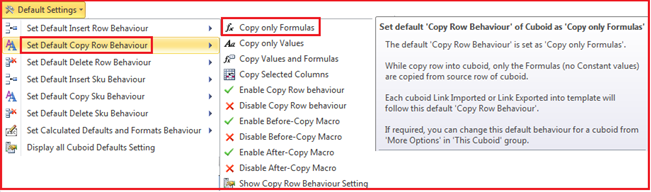 Default Settings
Set Default Insert Row Behaviour
Set Default Copy Row Behaviour
Set Default Delete Row Behaviour
Set Default Insert Sku Behaviour
Set Default Copy Sku Behaviour
Set Default Delete Sku Behaviour
Set Calculated Defaults and Formats Behaviour
Display all Cuboid Defaults Setting
Copy only Formulas
Copy only Values
Copy Values and Formulas
Copy Selected Columns
Enable Copy Row behaviour
Disable Copy Row behaviour
Enable Before-Copy Macro
Disable Before-Copy Macro
Enable After-Copy Macro
Disable After-Copy Macro
Show Copy Row Behaviour Setting
Set default 'Copy Row Behaviour' of Cuboid as 'Copy only Formulas'
The default 'Copy Row Behaviour' is set as 'Copy only Formulas'.
While copy row into cuboid, only the Formulas (no Constant values)
are copied from source row of cuboid.
Each cuboid Link Imported or Link Exported into template will
follow this default 'Copy Row Behaviour'.
If required, you can change this default behaviour for a cuboid from
'More Options' in 'This Cuboid' group.